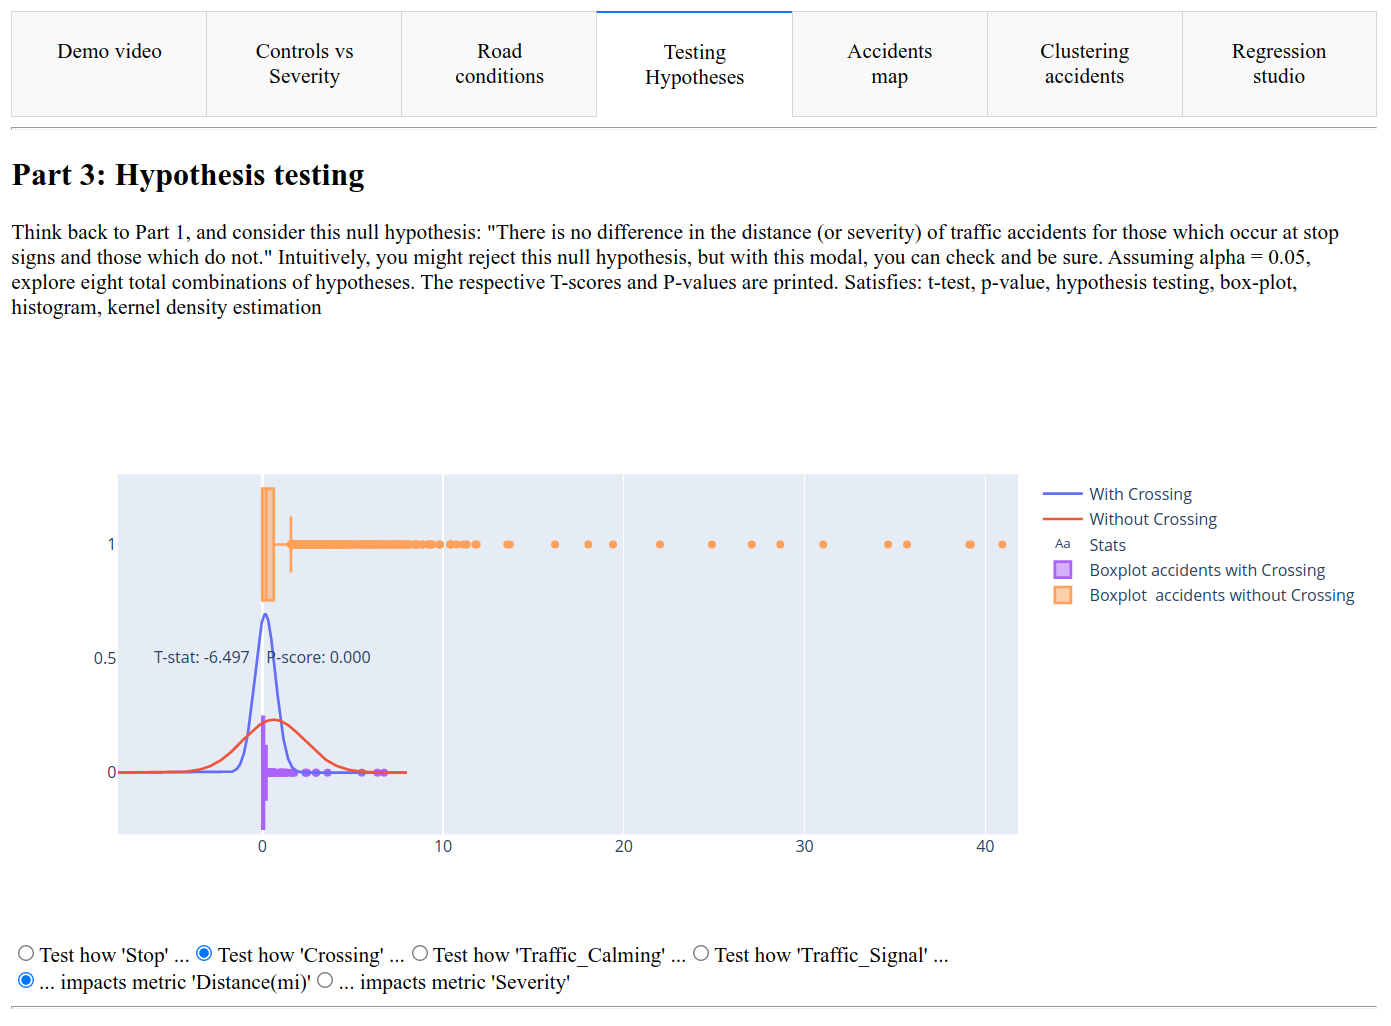 Demo video
Controls vs
Severity
Road
conditions
Testing
Hypotheses
Accidents
map
Clustering
accidents
Regression
studio
Part 3: Hypothesis testing
Think back to Part 1, and consider this null hypothesis: "There is no difference in the distance (or severity) of traffic accidents for those which occur at stop
signs and those which do not." Intuitively, you might reject this null hypothesis, but with this modal, you can check and be sure. Assuming alpha = 0.05,
explore eight total combinations of hypotheses. The respective T-scores and P-values are printed. Satisfies: t-test, p-value, hypothesis testing, box-plot,
histogram, kernel density estimation
With Crossing
Without Crossing
Aa Stats
Boxplot accidents with Crossing
Boxplot  accidents without Crossing
1
0.5
0
T-stat: -6.497  P-score: 0.000
0 10 20 30 40
Test how 'Stop' ... Test how 'Crossing' ... Test how 'Traffic_Calming' ... Test how 'Traffic_Signal' ...
... impacts metric 'Distance(mi)' ... impacts metric 'Severity'